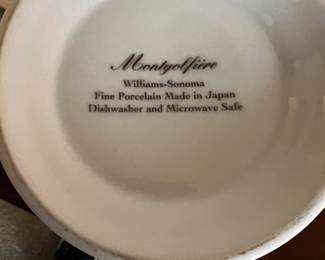 Montgolfière
Williams-Sonoma
Fine Porcelain Made in Japan
Dishwasher and Microwave Safe